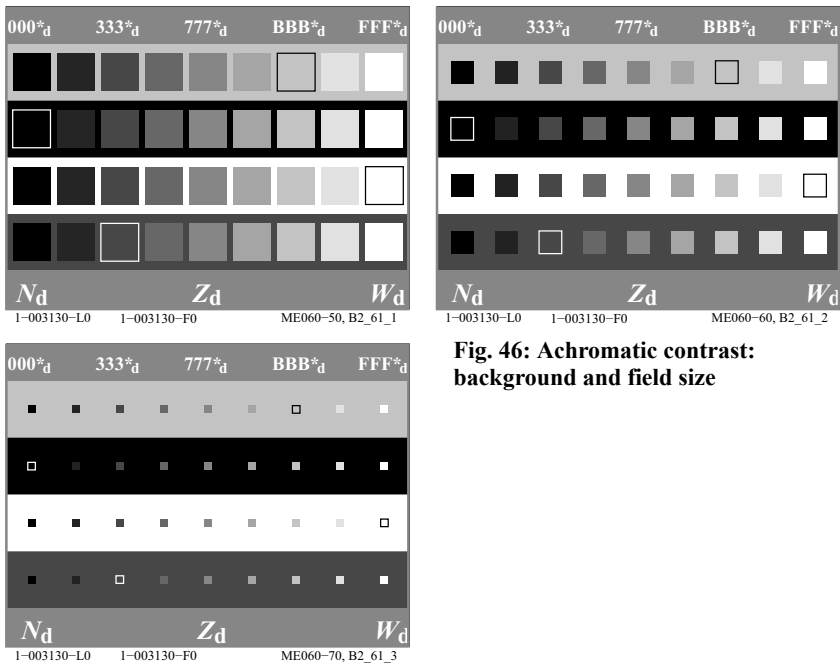 000*d 333*d 777*d BBB*d FFF*d
Nd Zd Wd
1−003130−L0 1−003130−F0 ME060−50, B2_61_1
000*d 333*d 777*d BBB*d FFF*d
Nd Zd Wd
1−003130−L0 1−003130−F0 ME060−60, B2_61_2
Fig. 46: Achromatic contrast:
background and field size
000*d 333*d 777*d BBB*d FFF*d
Nd Zd Wd
1−003130−L0 1−003130−F0 ME060−70, B2_61_3